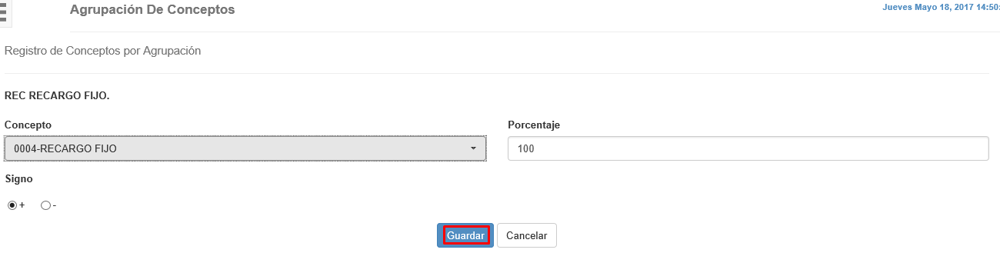 Agrupación De Conceptos
Jueves Mayo 18, 2017 14:50:
Registro de Conceptos por Agrupación
REC RECARGO FIJO.
Concepto
Porcentaje
0004-RECARGO FIJO
100
Signo
+ -
Guardar Cancelar